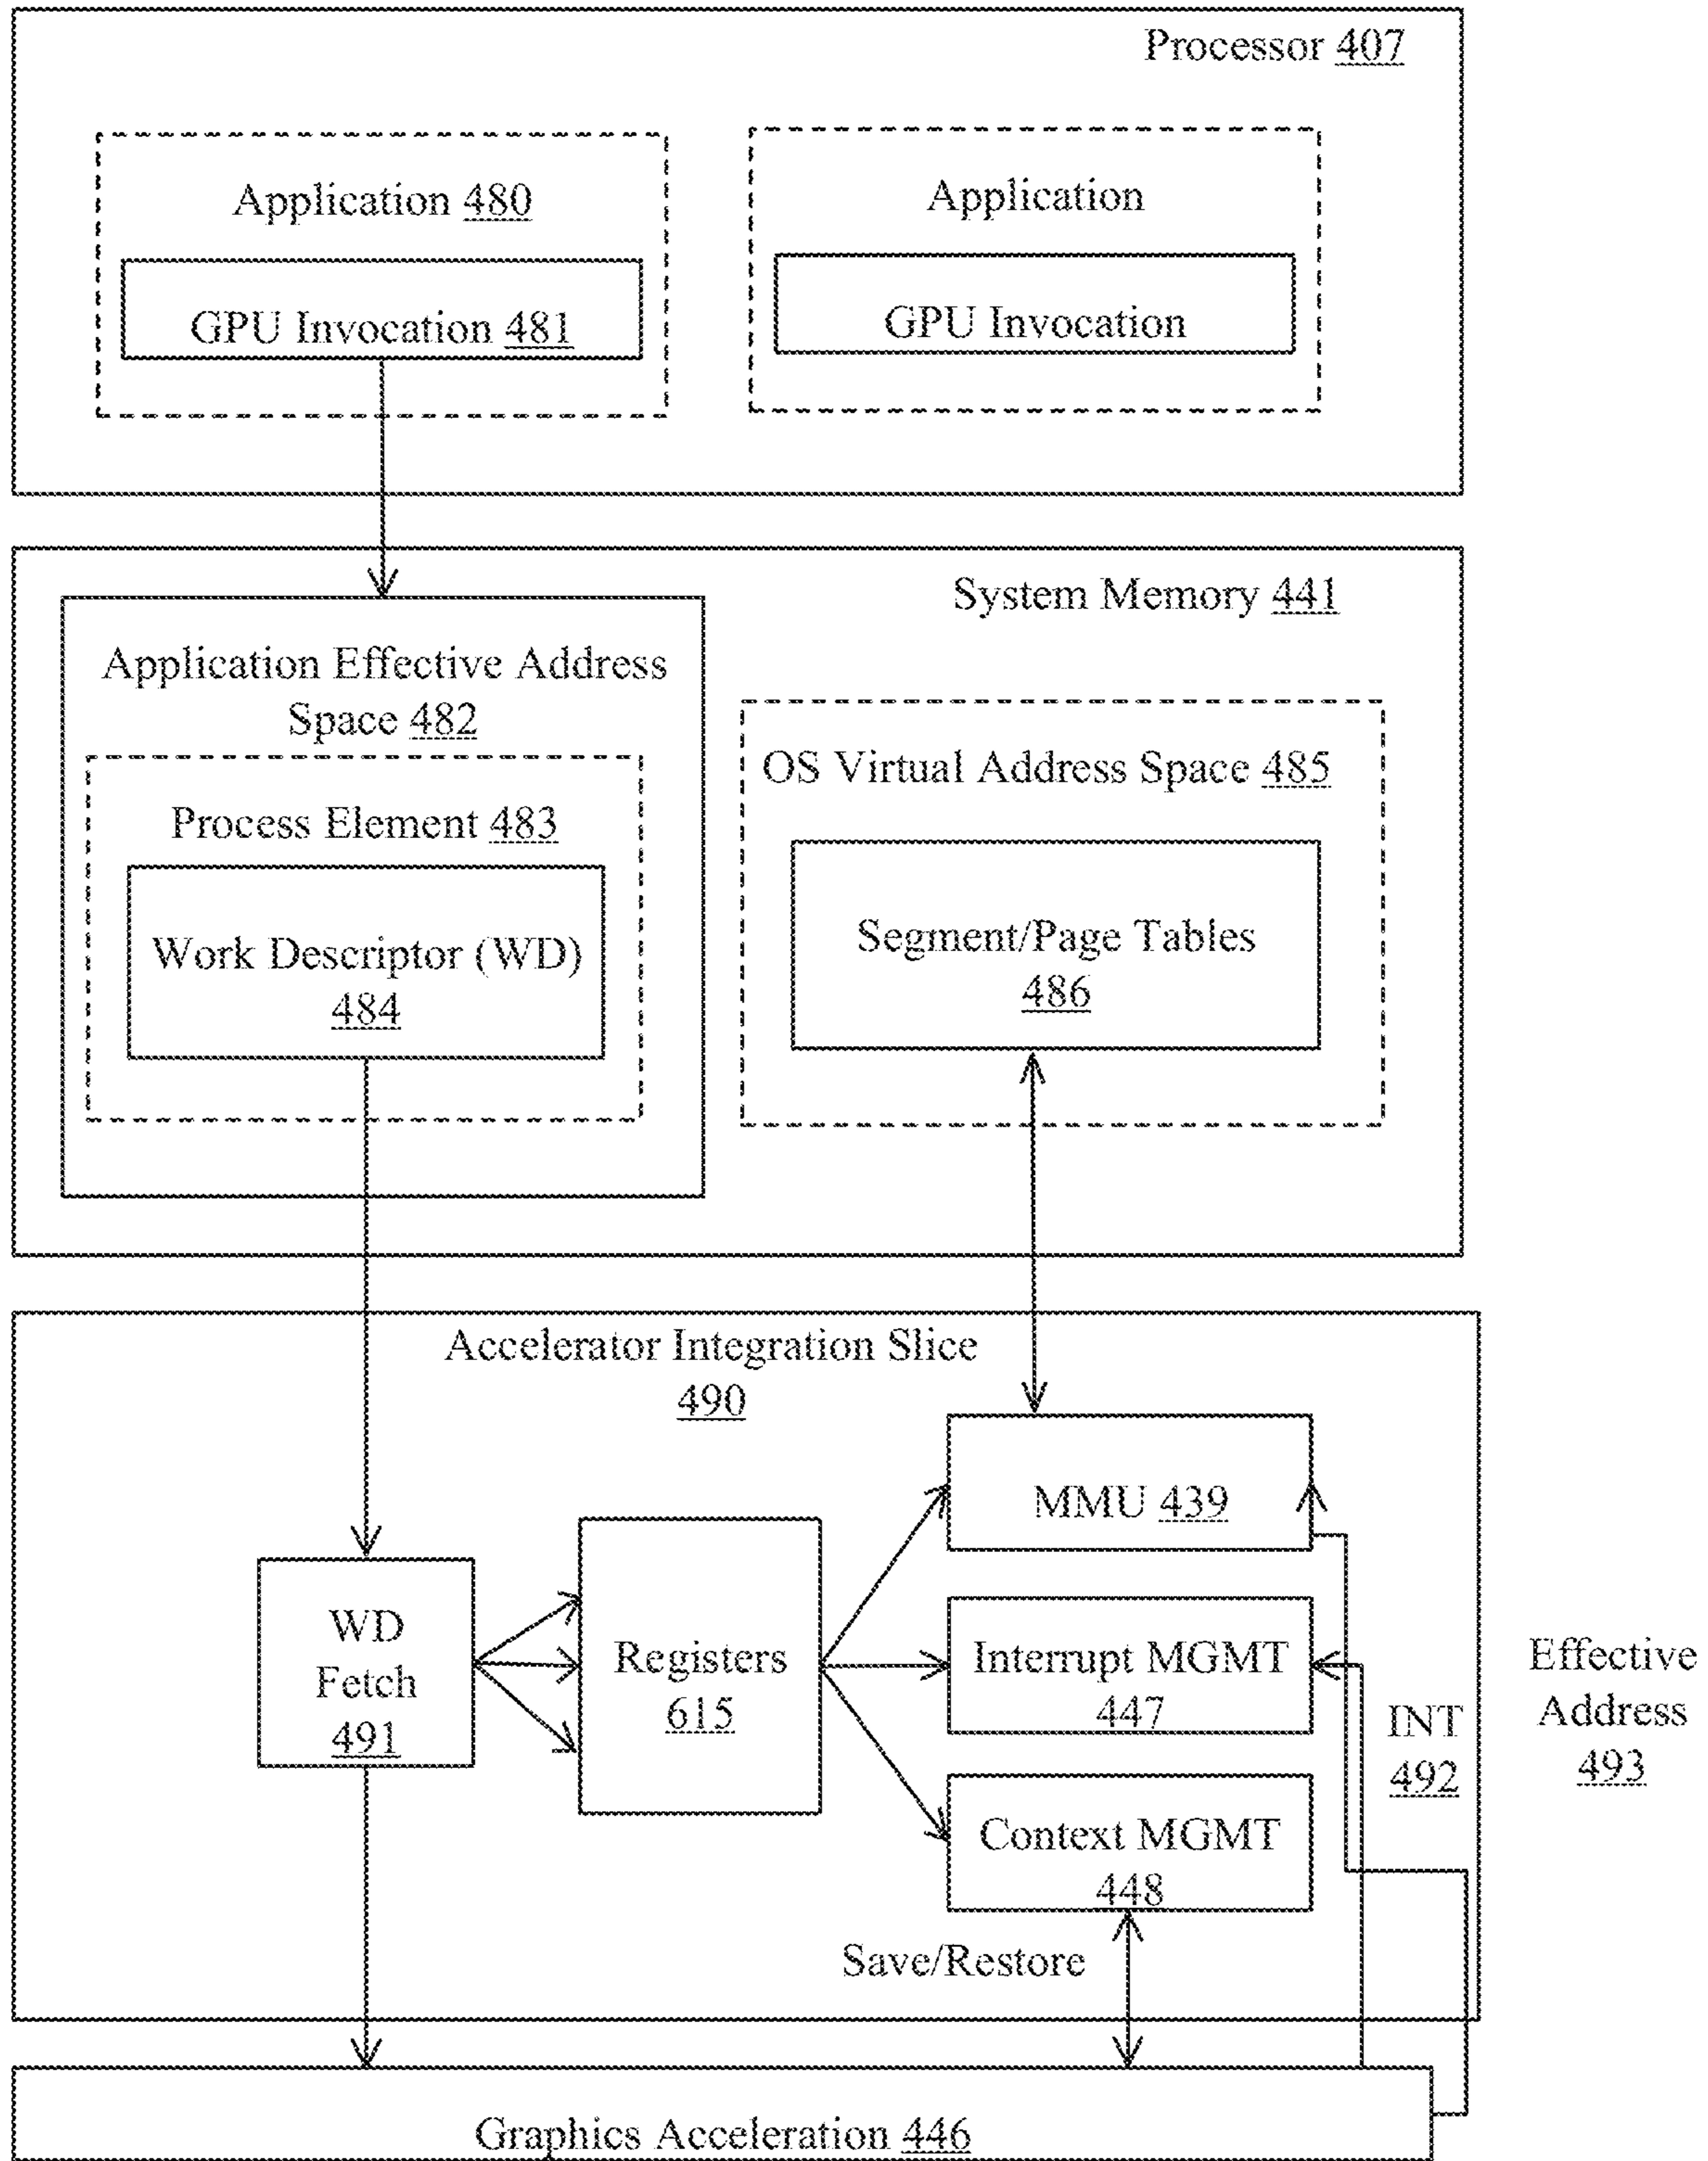 Processor 407
Application 480
GPU Invocation 481
Application
GPU Invocation
System Memory 441
Application Effective Address
Space 482
Process Element 483
Work Descriptor (WD)
484
OS Virtual Address Space 485
Segment/Page Tables
486
Accelerator Integration Slice
490
WD
Fetch
491
Registers
615
MMU 439
Interrupt MGMT
447
Context MGMT
448
Save/Restore
INT
492
Effective
Address
493
Graphics Acceleration 446